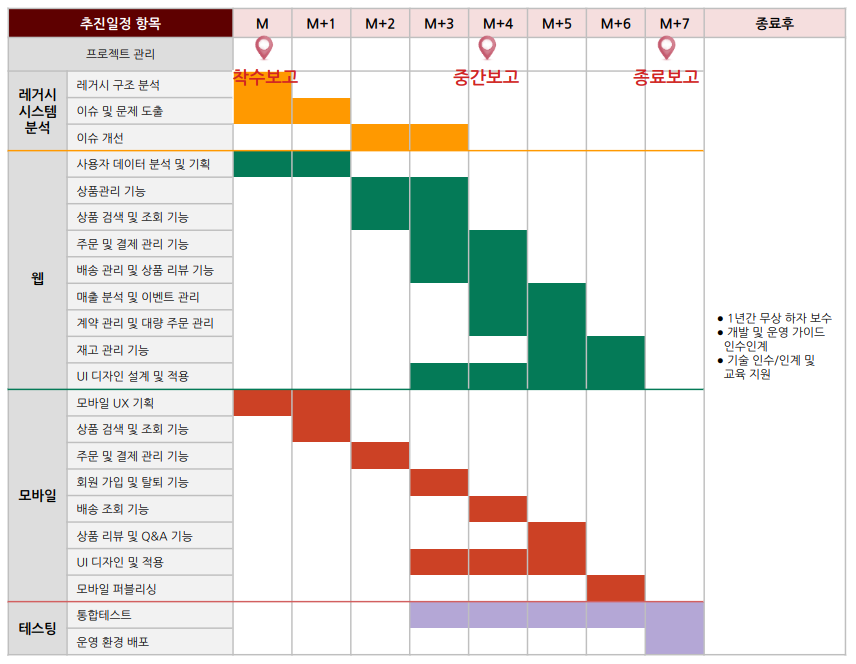 추진일정 항목 M M+1 M+2 M+3 M+4 M+5 M+6 M+7 종료후
프로젝트 관리
착수보고 중간보고 종료보고
레거시
시스템
분석
레거시 구조 분석
이슈 및 문제 도출
이슈 개선
웹
사용자 데이터 분석 및 기획
상품관리 기능
상품 검색 및 조회 기능
주문 및 결제 관리 기능
배송 관리 및 상품 리뷰 기능
매출 분석 및 이벤트 관리
계약 관리 및 대량 주문 관리
재고 관리 기능
UI 디자인 설계 및 적용
모바일
모바일 UX 기획
상품 검색 및 조회 기능
주문 및 결제 관리 기능
회원 가입 및 탈퇴 기능
배송 조회 기능
상품 리뷰 및 Q&A 기능
UI 디자인 및 적용
모바일 퍼블리싱
테스팅
통합테스트
운영 환경 배포
● 1년간 무상 하자 보수
● 개발 및 운영 가이드
인수인계
● 기술 인수/인계 및
교육 지원